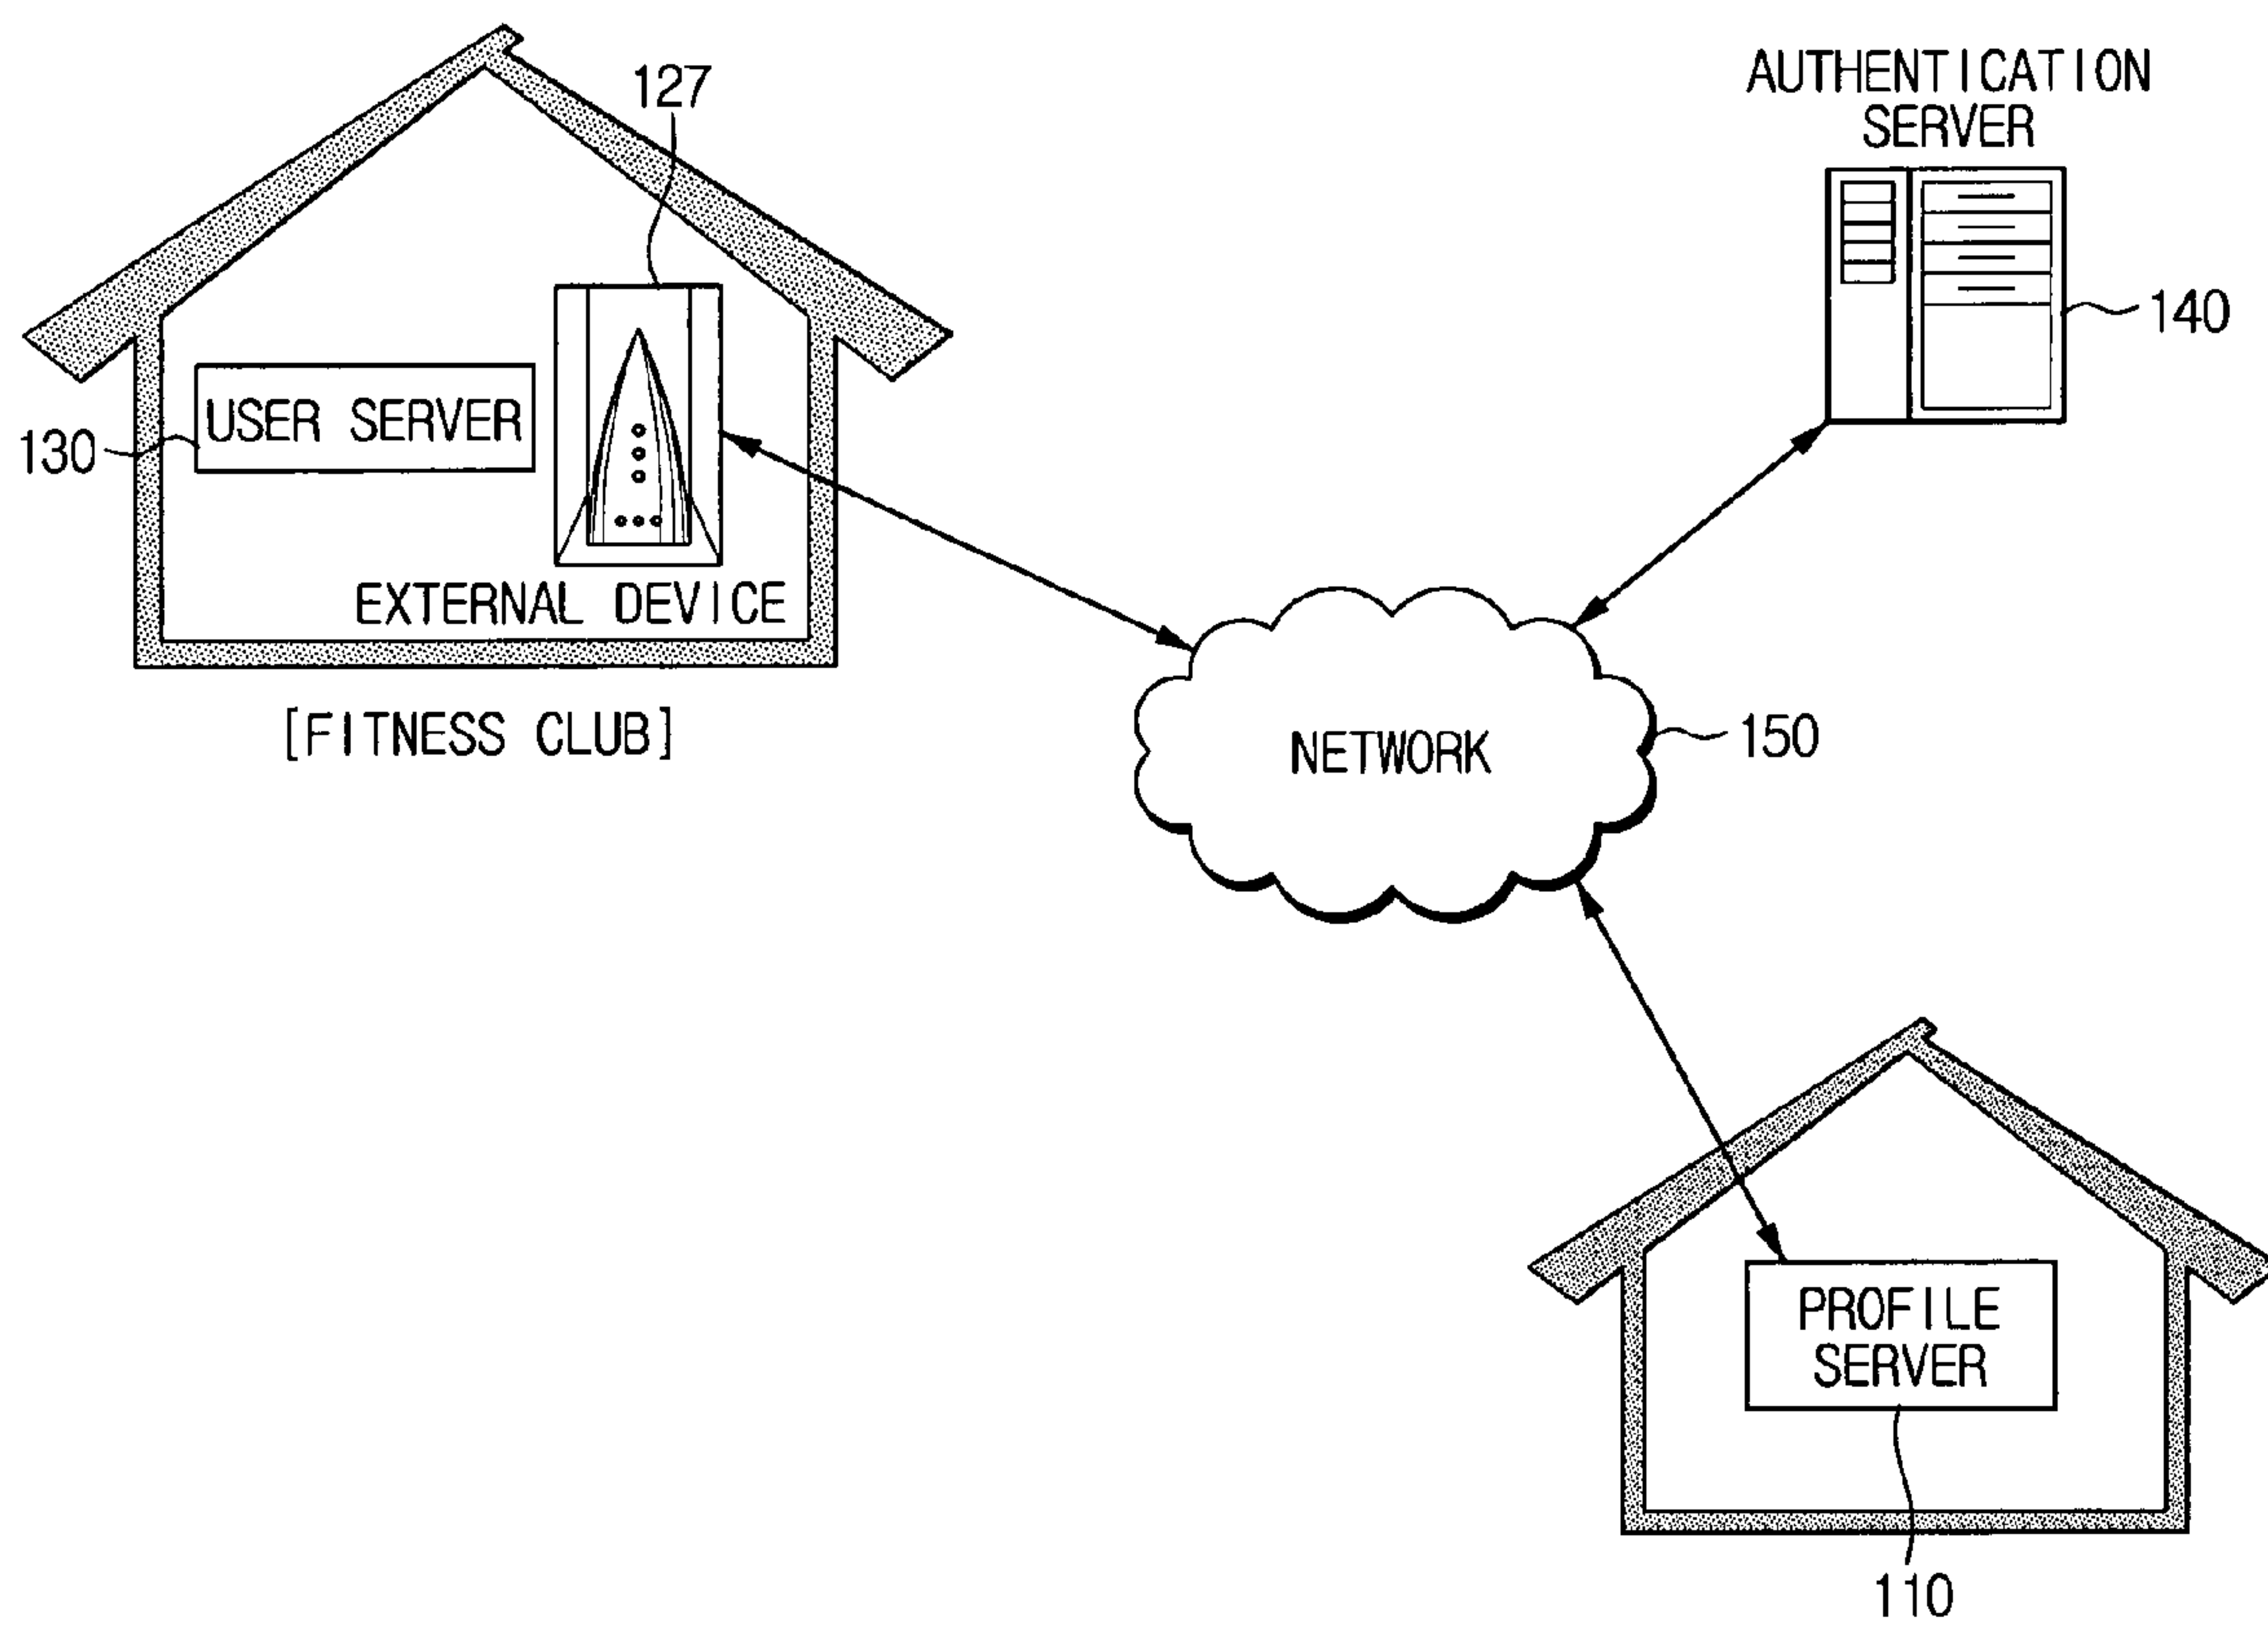 127
AUTHENTICATION
SERVER
140
USER SERVER
130
EXTERNAL DEVICE
[FITNESS CLUB]
NETWORK
150
PROFILE
SERVER
110